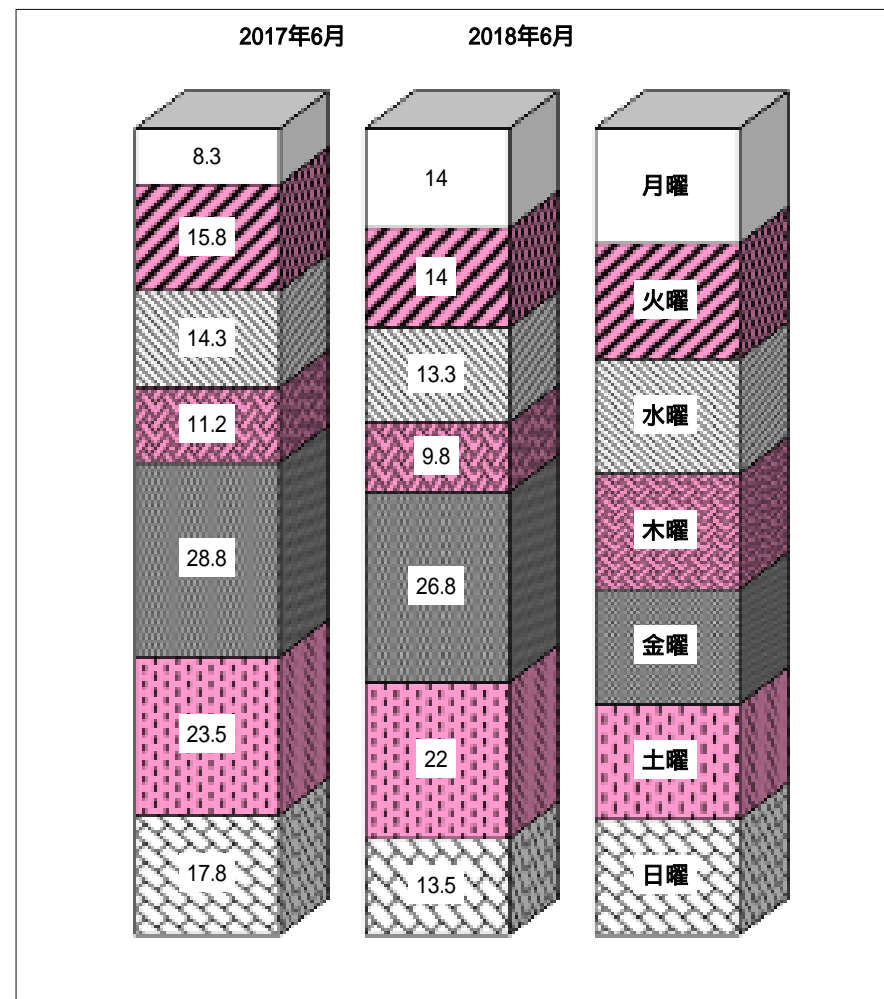 2017年6月 2018年6月
8.3 14 月曜
15.8 14 火曜
14.3 13.3 水曜
11.2 9.8 木曜
28.8 26.8 金曜
23.5 22 土曜
17.8 13.5 日曜